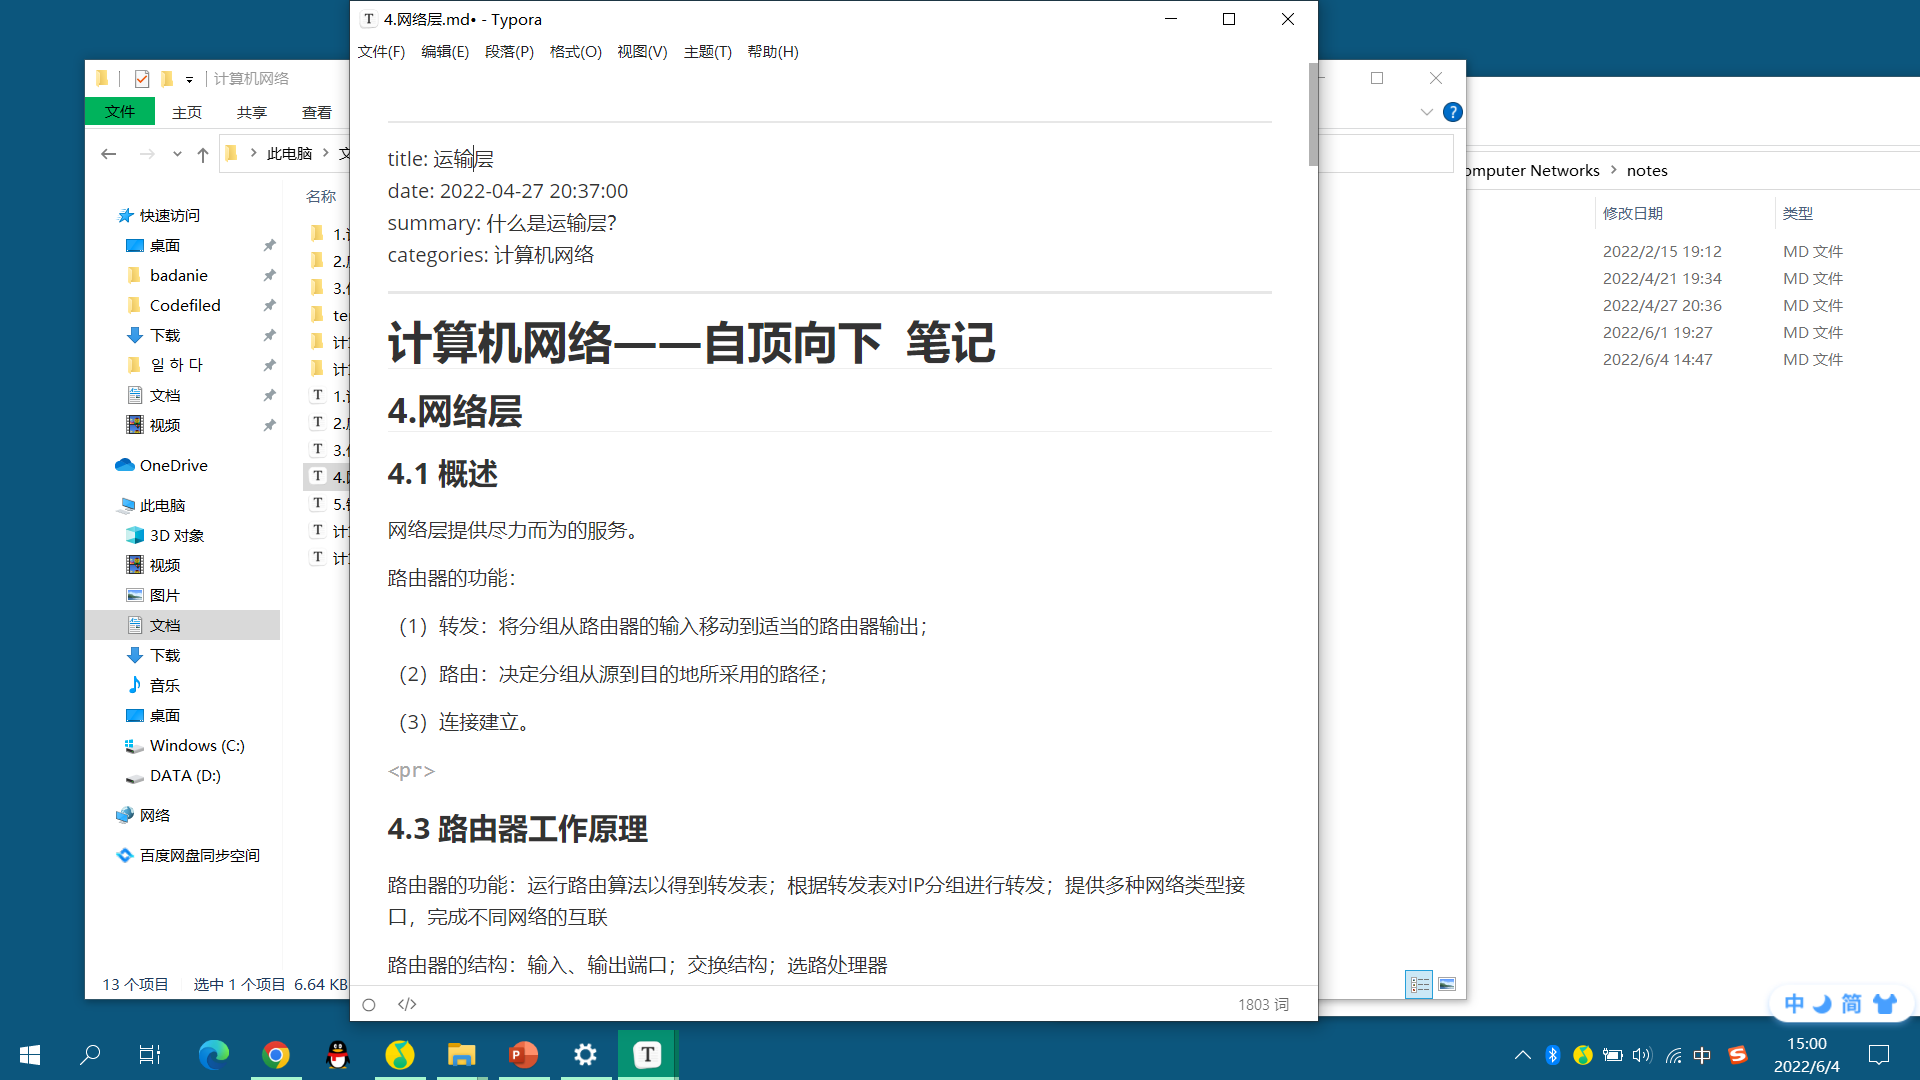 4.网络层.md• - Typora
文件(F) 编辑(E) 段落(P) 格式(O) 视图(V) 主题(T) 帮助(H)
计算机网络
文件 主页 共享 查看
此电脑
名称
快速访问
桌面
badanie
Codefiled
下载
일 하 다
文档
视频
OneDrive
此电脑
3D 对象
视频
图片
文档
下载
音乐
桌面
Windows (C:)
DATA (D:)
网络
百度网盘同步空间
1.
2.
3.
te
计
计
1.
2.
3.
4.
5.
计
计
13 个项目 选中 1 个项目 6.64 KB
title: 运输层
date: 2022-04-27 20:37:00
summary: 什么是运输层?
categories: 计算机网络
计算机网络——自顶向下 笔记
4.网络层
4.1 概述
网络层提供尽力而为的服务。
路由器的功能：
（1）转发：将分组从路由器的输入移动到适当的路由器输出；
（2）路由：决定分组从源到目的地所采用的路径；
（3）连接建立。
<pr>
4.3 路由器工作原理
路由器的功能：运行路由算法以得到转发表；根据转发表对IP分组进行转发；提供多种网络类型接
口，完成不同网络的互联
路由器的结构：输入、输出端口；交换结构；选路处理器
</> 1803 词
omputer Networks > notes
修改日期 类型
2022/2/15 19:12 MD 文件
2022/4/21 19:34 MD 文件
2022/4/27 20:36 MD 文件
2022/6/1 19:27 MD 文件
2022/6/4 14:47 MD 文件
中 简
中
15:00
2022/6/4